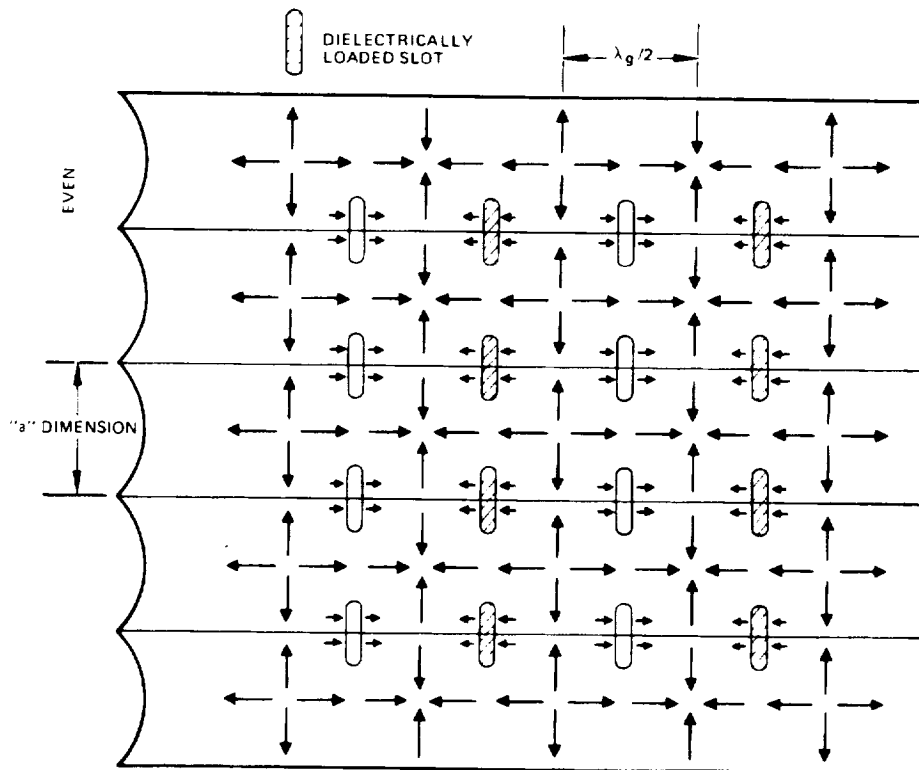 DIELECTRICALLY
LOADED SLOT
λg/2
EVEN
"a" DIMENSION